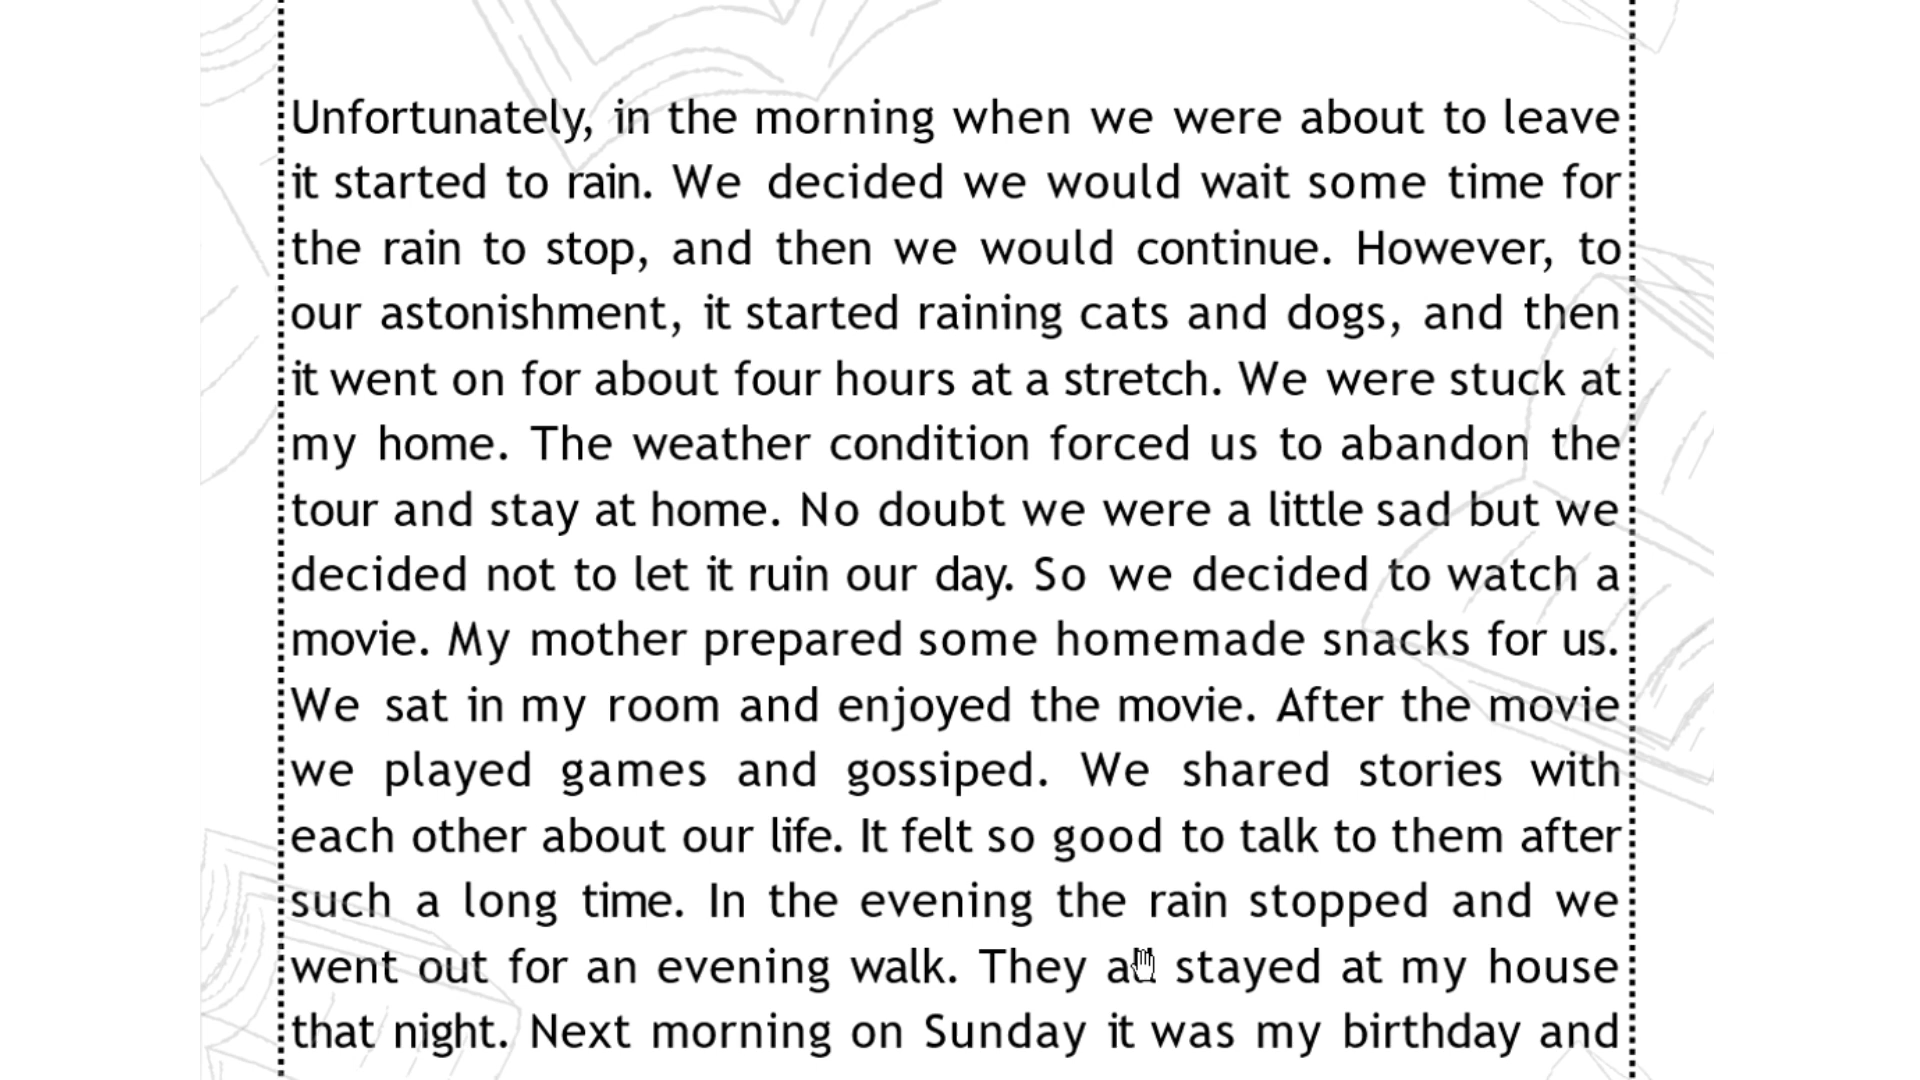 Unfortunately, in the morning when we were about to leave
it started to rain. We decided we would wait some time for
the rain to stop, and then we would continue. However, to
our astonishment, it started raining cats and dogs, and then
it went on for about four hours at a stretch. We were stuck at
my home. The weather condition forced us to abandon the
tour and stay at home. No doubt we were a little sad but we
decided not to let it ruin our day. So we decided to watch a
movie. My mother prepared some homemade snacks for us.
We sat in my room and enjoyed the movie. After the movie
we played games and gossiped. We shared stories with
each other about our life. It felt so good to talk to them after
such a long time. In the evening the rain stopped and we
went out for an evening walk. They all stayed at my house
that night. Next morning on Sunday it was my birthday and